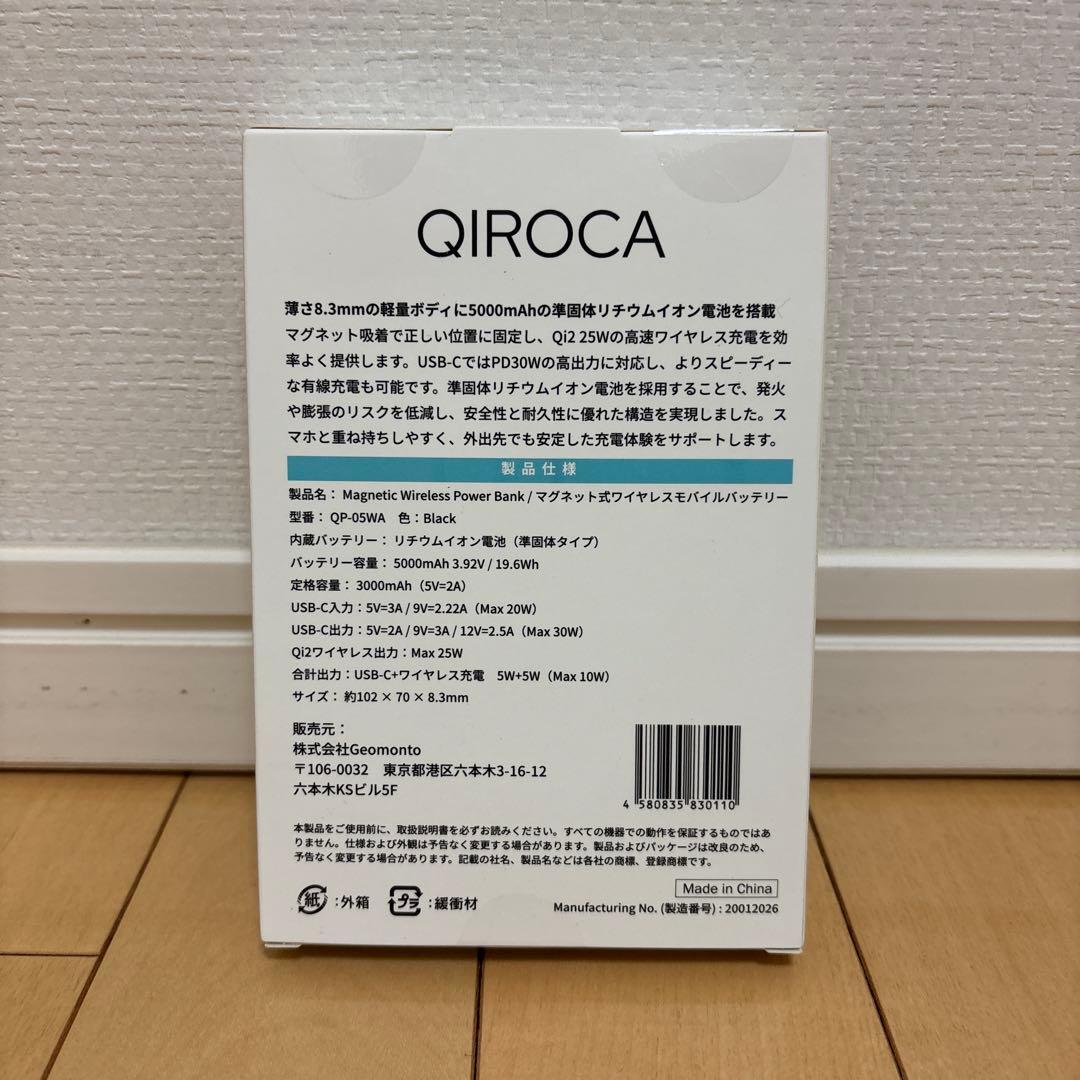 QIROCA
薄さ8.3mmの軽量ボディに5000mAhの準固体リチウムイオン電池を搭載
マグネット吸着で正しい位置に固定し、Qi2 25Wの高速ワイヤレス充電を効
率よく提供します。USB-CではPD30Wの高出力に対応し、よりスピーディー
な有線充電も可能です。準固体リチウムイオン電池を採用することで、発火
や膨張のリスクを低減し、安全性と耐久性に優れた構造を実現しました。ス
マホと重ね持ちしやすく、外出先でも安定した充電体験をサポートします。
製品仕様
製品名： Magnetic Wireless Power Bank / マグネット式ワイヤレスモバイルバッテリー
型番： QP-05WA 色：Black
内蔵バッテリー： リチウムイオン電池（準固体タイプ）
バッテリー容量： 5000mAh 3.92V / 19.6Wh
定格容量： 3000mAh（5V=2A）
USB-C入力：5V=3A / 9V=2.22A（Max 20W）
USB-C出力：5V=2A / 9V=3A / 12V=2.5A（Max 30W）
Qi2ワイヤレス出力：Max 25W
合計出力：USB-C+ワイヤレス充電 5W+5W（Max 10W）
サイズ： 約102 × 70 × 8.3mm
販売元：
株式会社Geomonto
〒106-0032 東京都港区六本木3-16-12
六本木KSビル5F
4 580835 830110
本製品をご使用前に、取扱説明書を必ずお読みください。すべての機器での動作を保証するものではあ
りません。仕様および外観は予告なく変更する場合があります。製品およびパッケージは改良のため、
予告なく変更する場合があります。記載の社名、製品名などは各社の商標、登録商標です。
紙 ：外箱 プラ ：緩衝材
Made in China
Manufacturing No. (製造番号) : 20012026